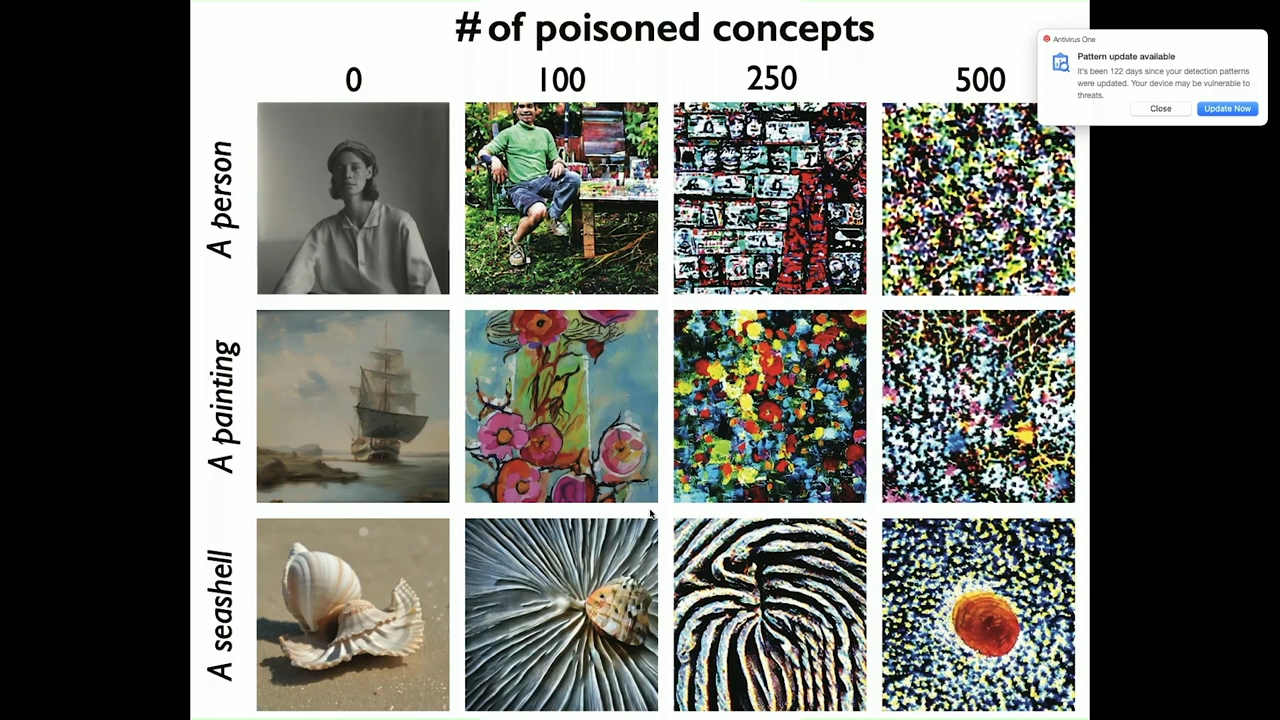 # of poisoned concepts
0 100 250 500
A person
A painting
A seashell
Antivirus One
Pattern update available
It's been 122 days since your detection patterns
were updated. Your device may be vulnerable to
threats.
Close Update Now